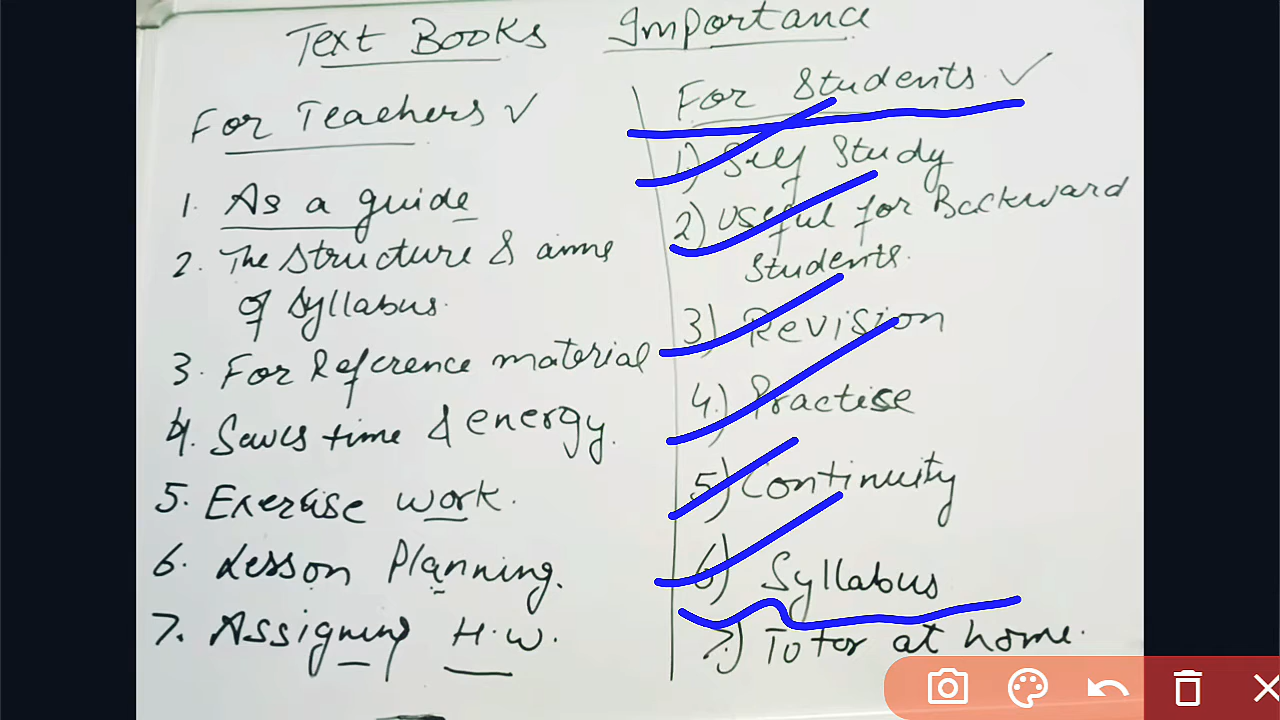 Text Books Importance
For Teachers ✓
1. As a guide
2. The structure & aims
of Syllabus.
3. For Reference material
4. Saves time & energy.
5. Exercise work.
6. Lesson Planning.
7. Assigning H.W.
For Students ✓
1) Self Study
2) Useful for Backward
Students.
3) Revision
4) Practise
5) Continuity
6) Syllabus
7) Tutor at home.